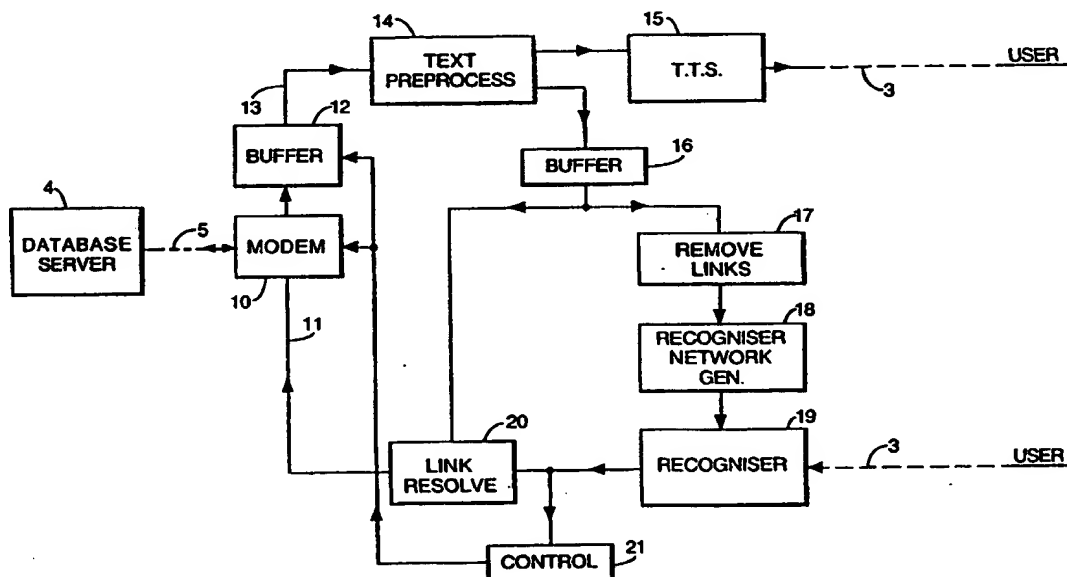 14
TEXT
PREPROCESS
15
T.T.S.
USER
3
13
12
BUFFER
BUFFER
16
4
DATABASE
SERVER
5
MODEM
10
17
REMOVE
LINKS
11
18
RECOGNISER
NETWORK
GEN.
20
LINK
RESOLVE
19
RECOGNISER
3
USER
CONTROL
21